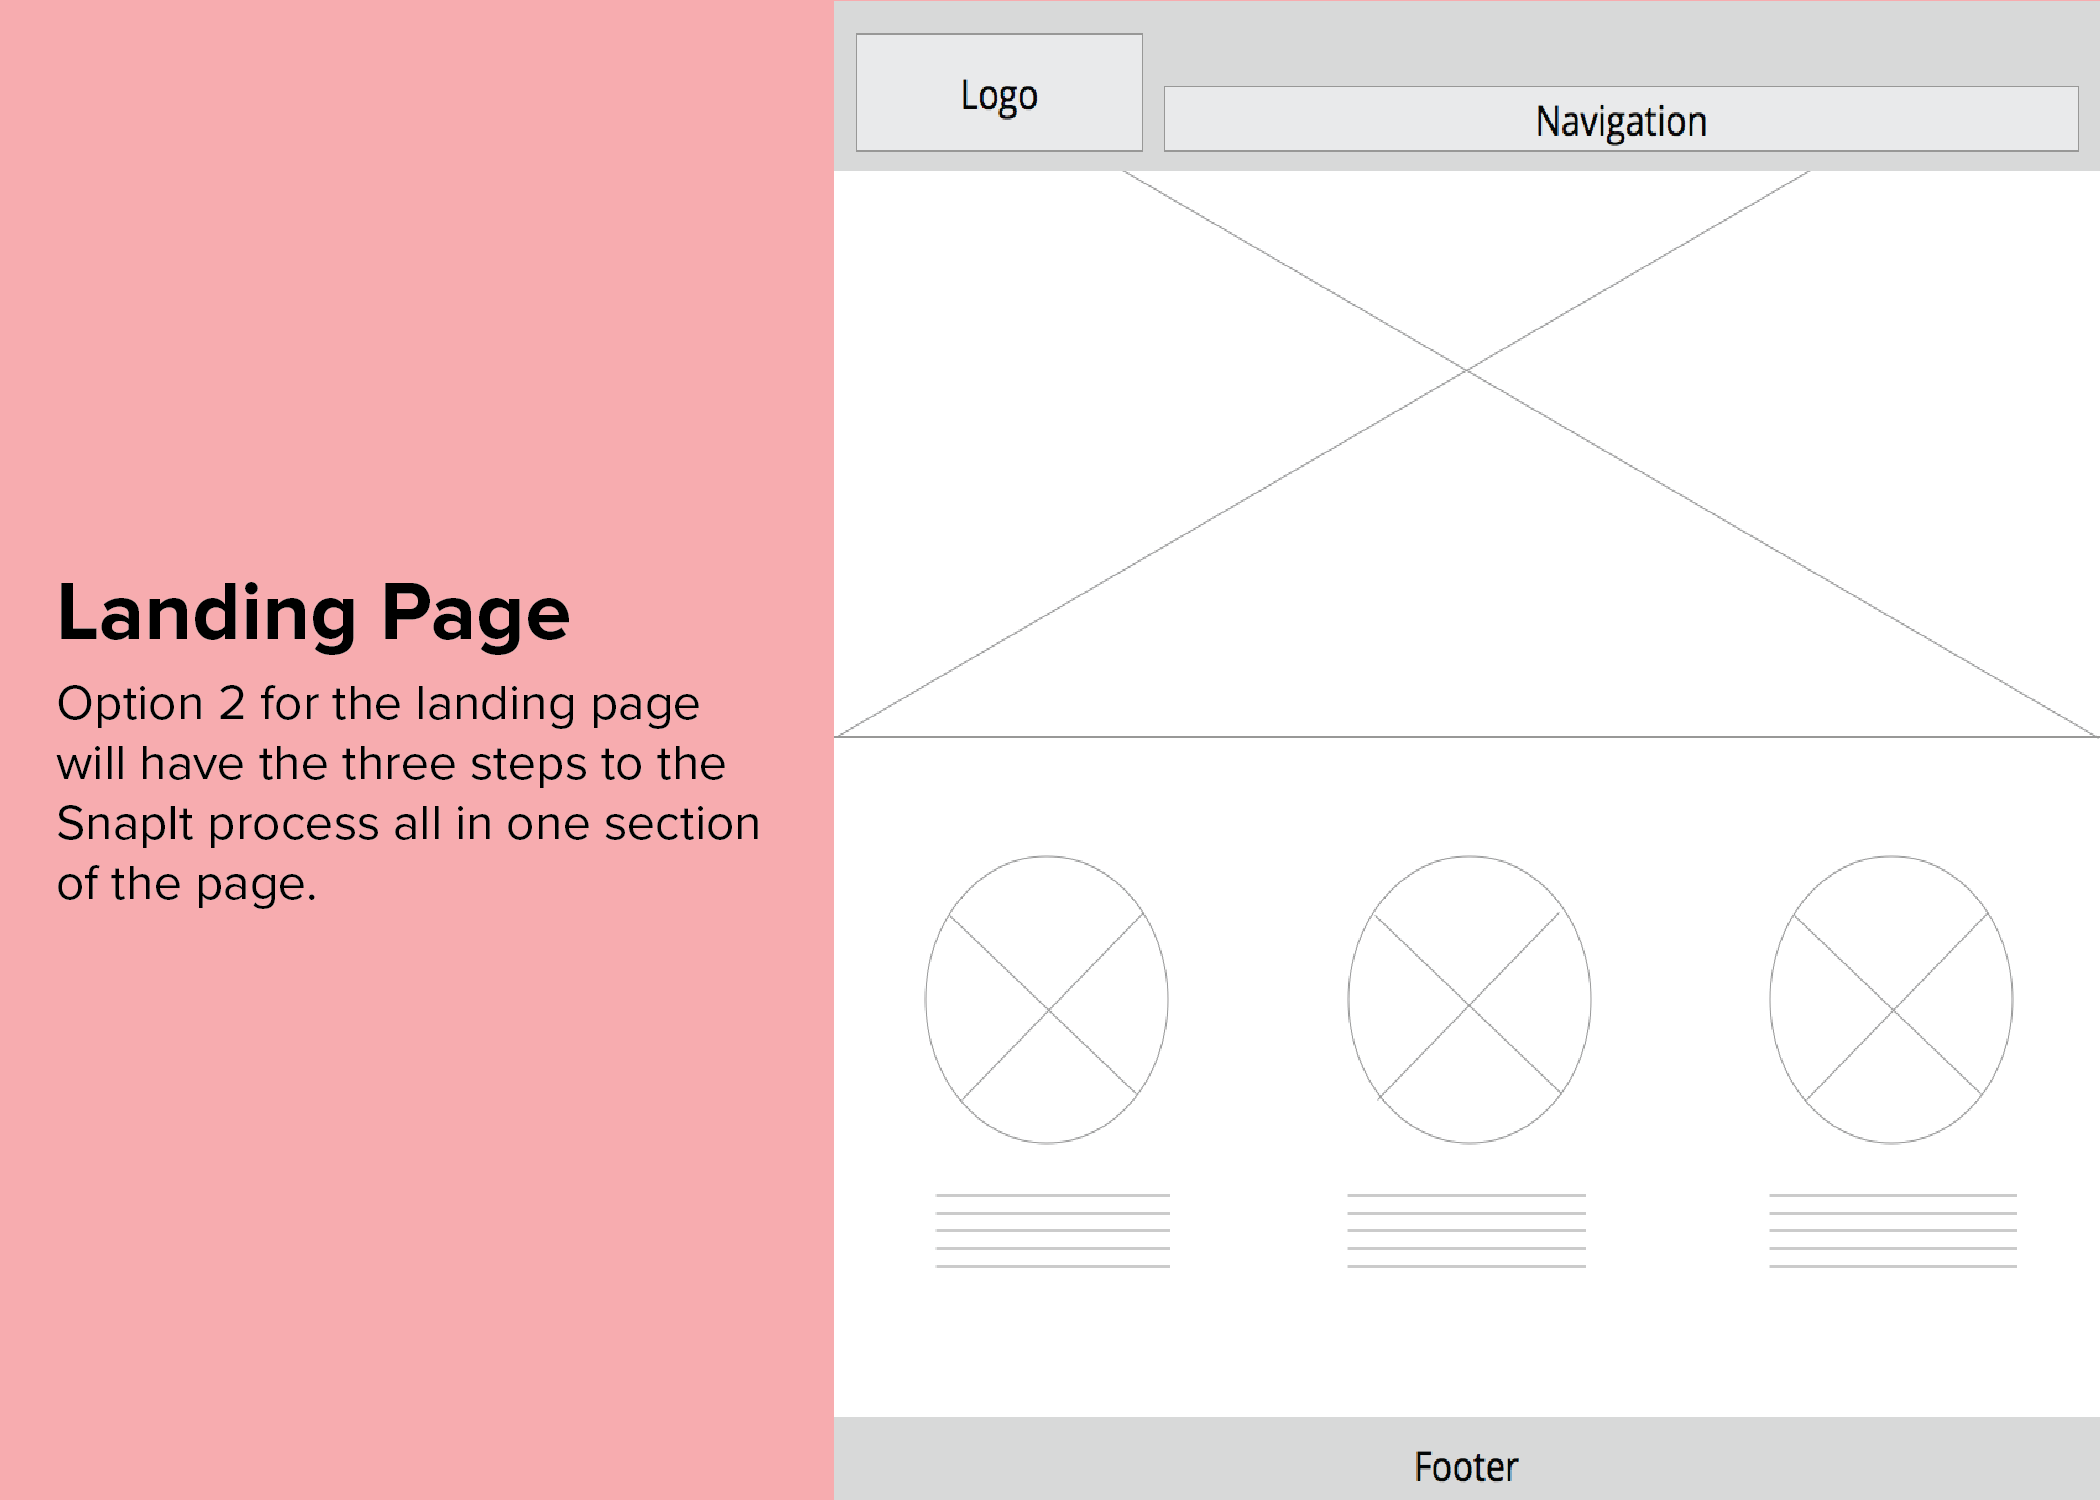 Landing Page
Option 2 for the landing page
will have the three steps to the
SnapIt process all in one section
of the page.
Logo
Navigation
Footer